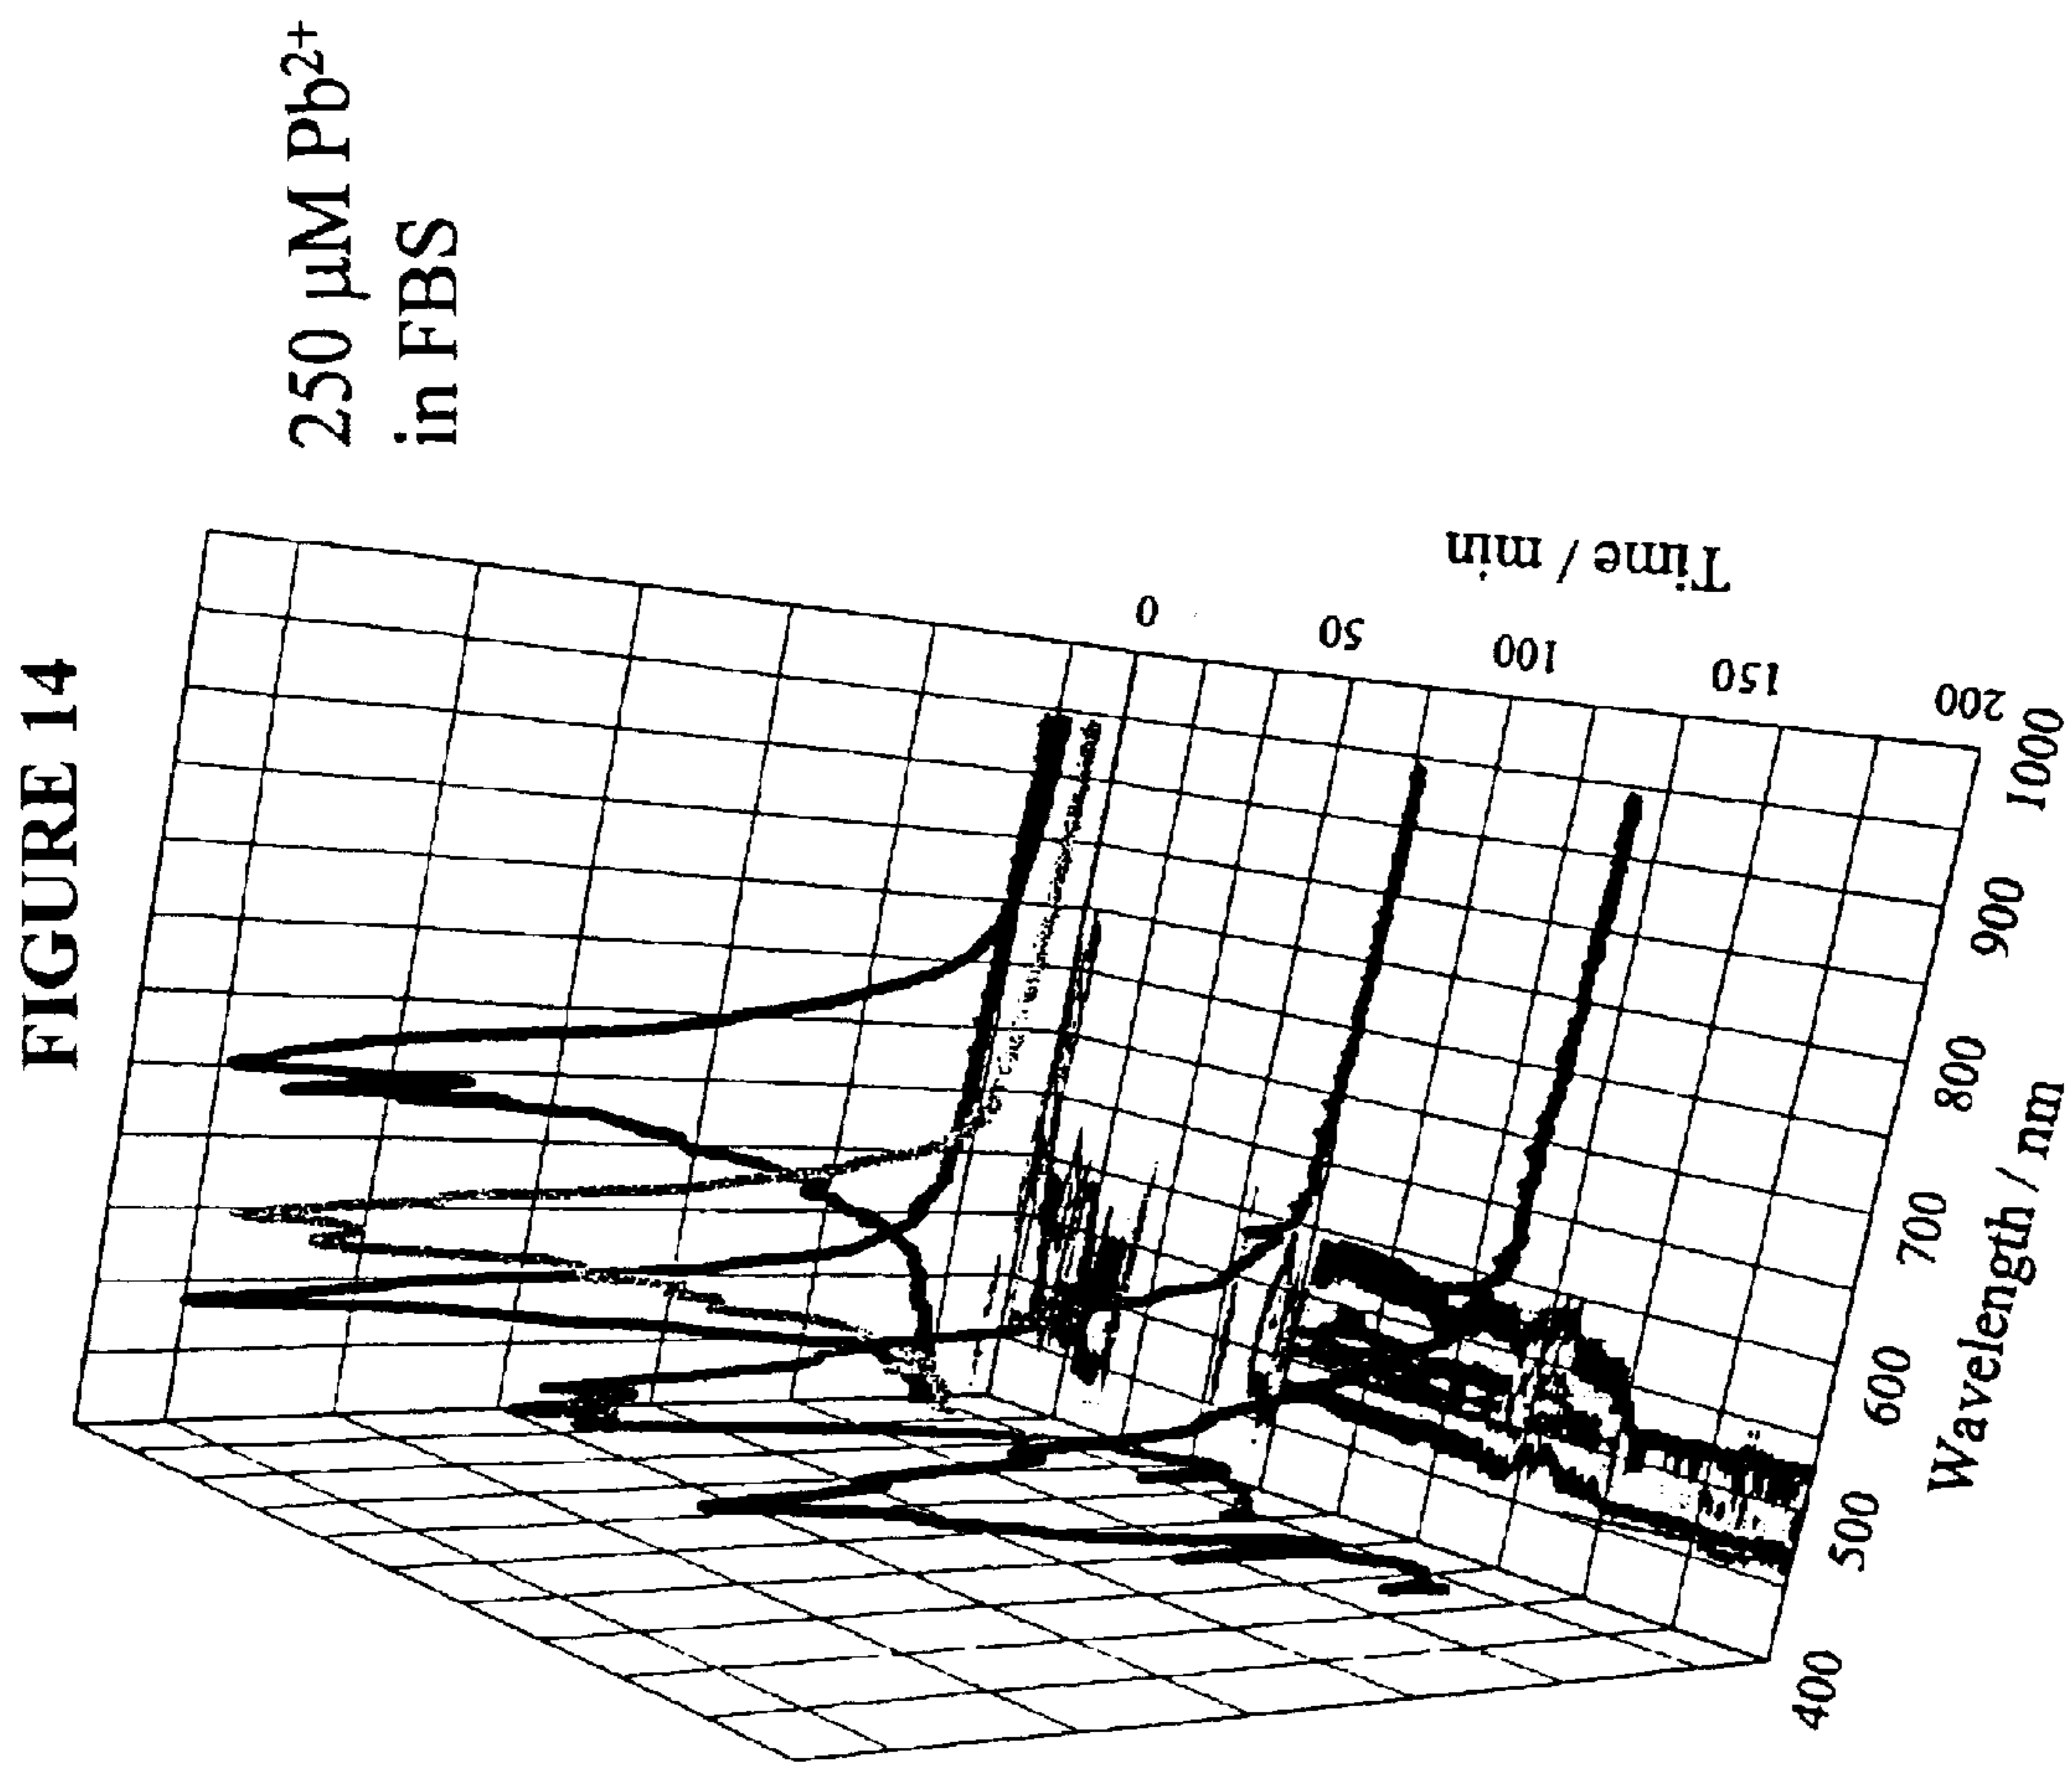 FIGURE 14
250 µM Pb²⁺
in FBS
0
50
100
150
200
Time / min
1000
900
800
700
600
500
400
Wavelength / nm